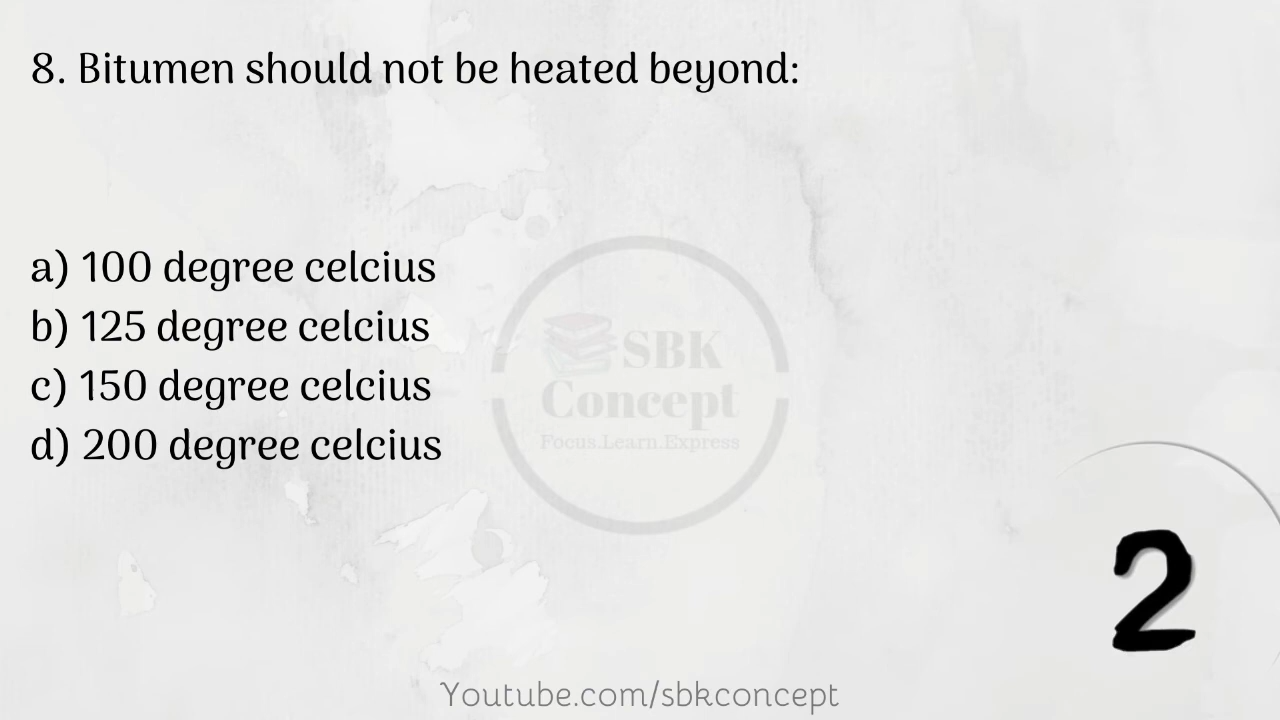 8. Bitumen should not be heated beyond:
a) 100 degree celcius
b) 125 degree celcius
c) 150 degree celcius
d) 200 degree celcius
SBK
Concept
Focus.Learn.Express
2
Youtube.com/sbkconcept